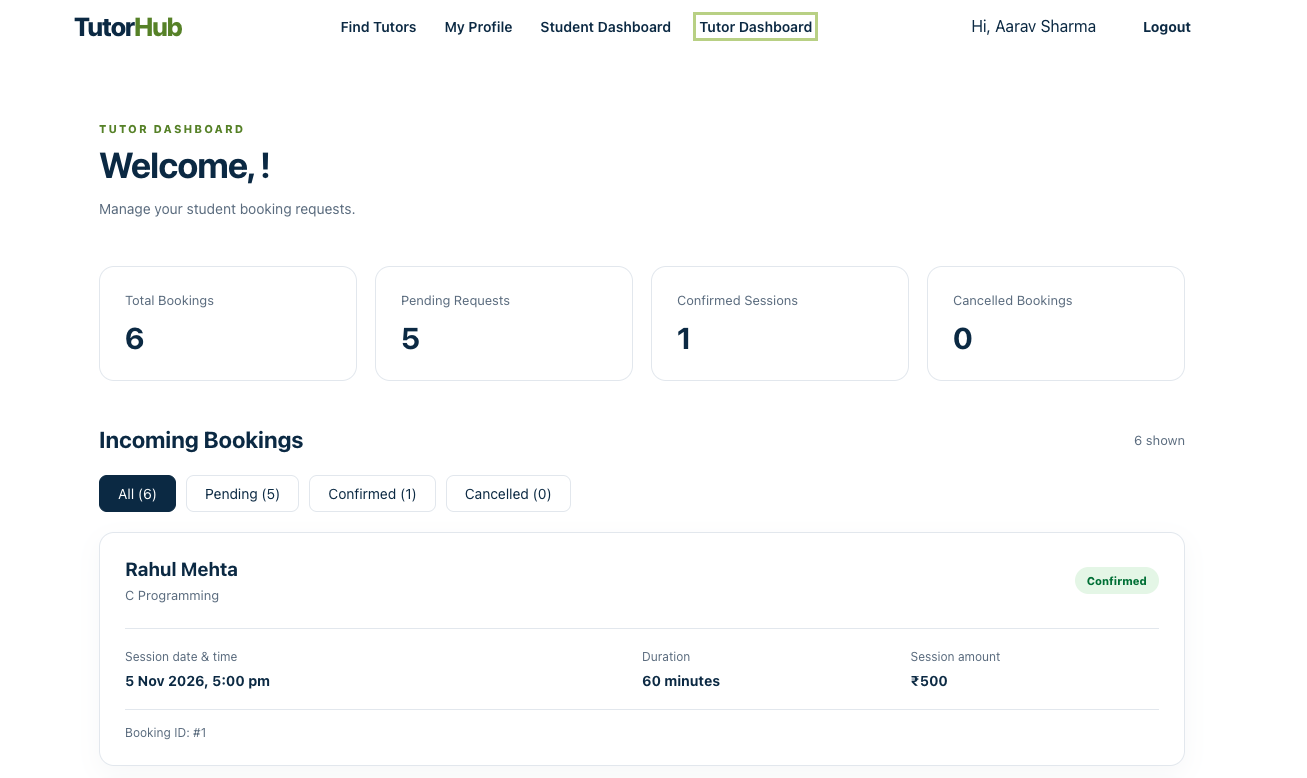 TutorHub
Find Tutors
My Profile
Student Dashboard
Tutor Dashboard
Hi, Aarav Sharma
Logout
TUTOR DASHBOARD
Welcome, !
Manage your student booking requests.
Total Bookings
6
Pending Requests
5
Confirmed Sessions
1
Cancelled Bookings
0
Incoming Bookings
6 shown
All (6)
Pending (5)
Confirmed (1)
Cancelled (0)
Rahul Mehta
C Programming
Confirmed
Session date & time
5 Nov 2026, 5:00 pm
Duration
60 minutes
Session amount
₹500
Booking ID: #1